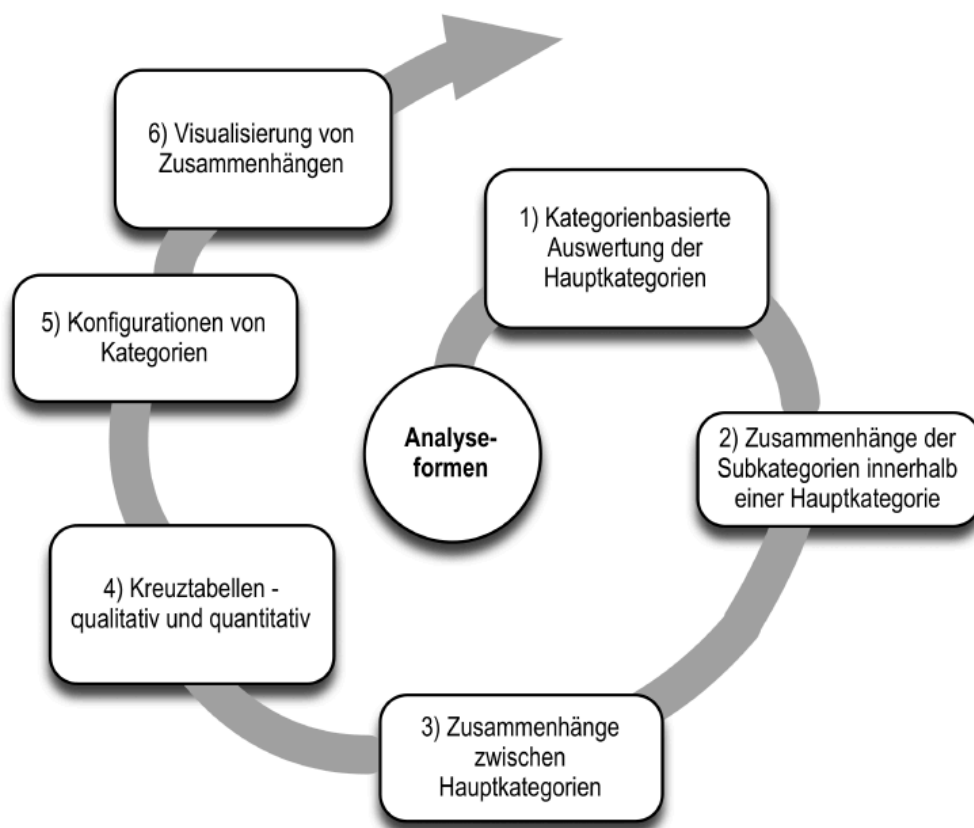 Analyse-
formen
1) Kategorienbasierte
Auswertung der
Hauptkategorien
2) Zusammenhänge der
Subkategorien innerhalb
einer Hauptkategorie
3) Zusammenhänge
zwischen
Hauptkategorien
4) Kreuztabellen -
qualitativ und quantitativ
5) Konfigurationen von
Kategorien
6) Visualisierung von
Zusammenhängen